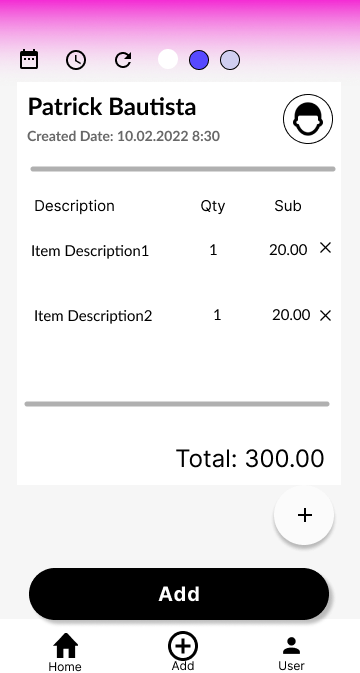 Patrick Bautista
Created Date: 10.02.2022 8:30
Description Qty Sub
Item Description1 1 20.00
Item Description2 1 20.00
Total: 300.00
Add
Home Add User